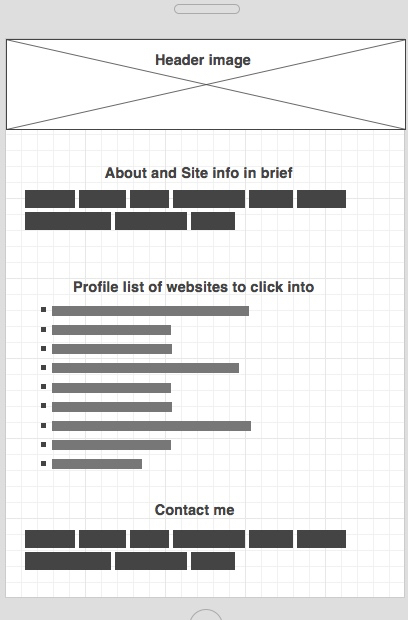 Header image
About and Site info in brief
Profile list of websites to click into
Contact me